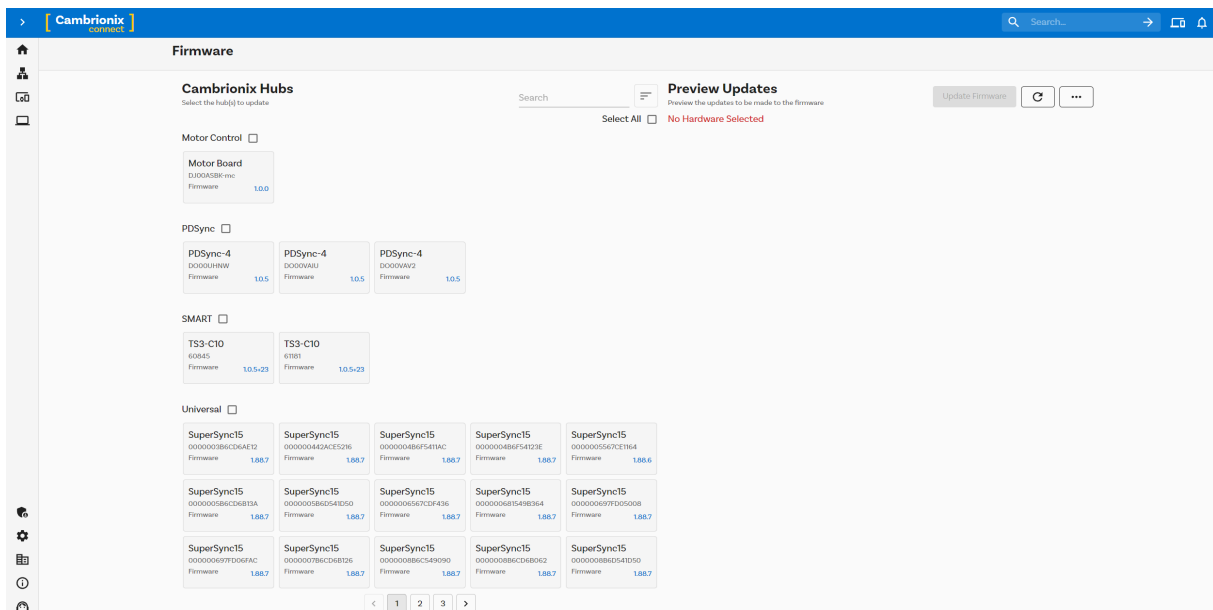 Cambrionix
connect
Search...
Firmware
Cambrionix Hubs
Select the hub(s) to update
Search
Select All
Preview Updates
Preview the updates to be made to the firmware
No Hardware Selected
Update Firmware
Motor Control
Motor Board
DJ00ASBK-mc
Firmware 1.0.0
PDSync
PDSync-4 PDSync-4 PDSync-4
DO00UHNW DO00VAIU DO00VAV2
Firmware 1.0.5 Firmware 1.0.5 Firmware 1.0.5
SMART
TS3-C10 TS3-C10
60845 61181
Firmware 1.0.5+23 Firmware 1.0.5+23
Universal
SuperSync15 SuperSync15 SuperSync15 SuperSync15 SuperSync15
0000003B6CD6AE12 000000442ACE5216 0000004B6F5411AC 0000004B6F54123E 0000005567CE1164
Firmware 1.88.7 Firmware 1.88.7 Firmware 1.88.7 Firmware 1.88.7 Firmware 1.88.6
SuperSync15 SuperSync15 SuperSync15 SuperSync15 SuperSync15
0000005B6CD6B13A 0000005B6D541D50 0000006567CDF436 000000681549B364 000000697FD05008
Firmware 1.88.7 Firmware 1.88.7 Firmware 1.88.7 Firmware 1.88.7 Firmware 1.88.7
SuperSync15 SuperSync15 SuperSync15 SuperSync15 SuperSync15
000000697FD06FAC 0000007B6CD6B126 0000008B6C549090 0000008B6CD6B062 0000008B6D541D50
Firmware 1.88.7 Firmware 1.88.7 Firmware 1.88.7 Firmware 1.88.7 Firmware 1.88.7
1 2 3